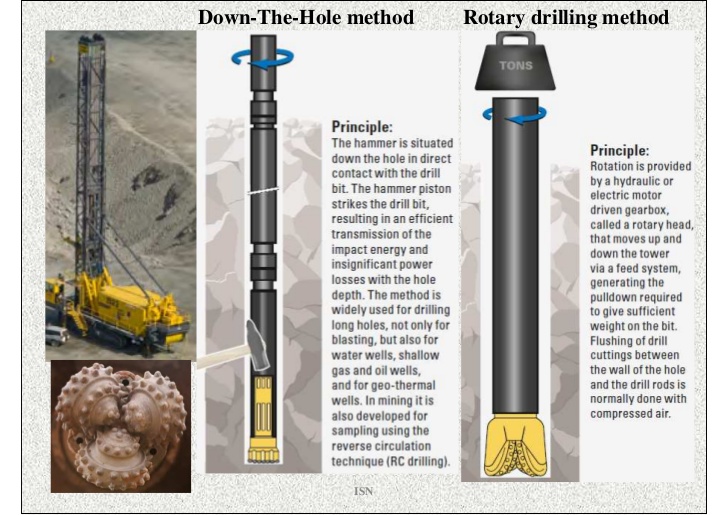 Down-The-Hole method
Rotary drilling method
Principle:
The hammer is situated
down the hole in direct
contact with the drill
bit. The hammer piston
strikes the drill bit,
resulting in an efficient
transmission of the
impact energy and
insignificant power
losses with the hole
depth. The method is
widely used for drilling
long holes, not only for
blasting, but also for
water wells, shallow
gas and oil wells,
and for geo-thermal
wells. In mining it is
also developed for
sampling using the
reverse circulation
technique (RC drilling).
TONS
Principle:
Rotation is provided
by a hydraulic or
electric motor
driven gearbox,
called a rotary head,
that moves up and
down the tower
via a feed system,
generating the
pulldown required
to give sufficient
weight on the bit.
Flushing of drill
cuttings between
the wall of the hole
and the drill rods is
normally done with
compressed air.
ISN